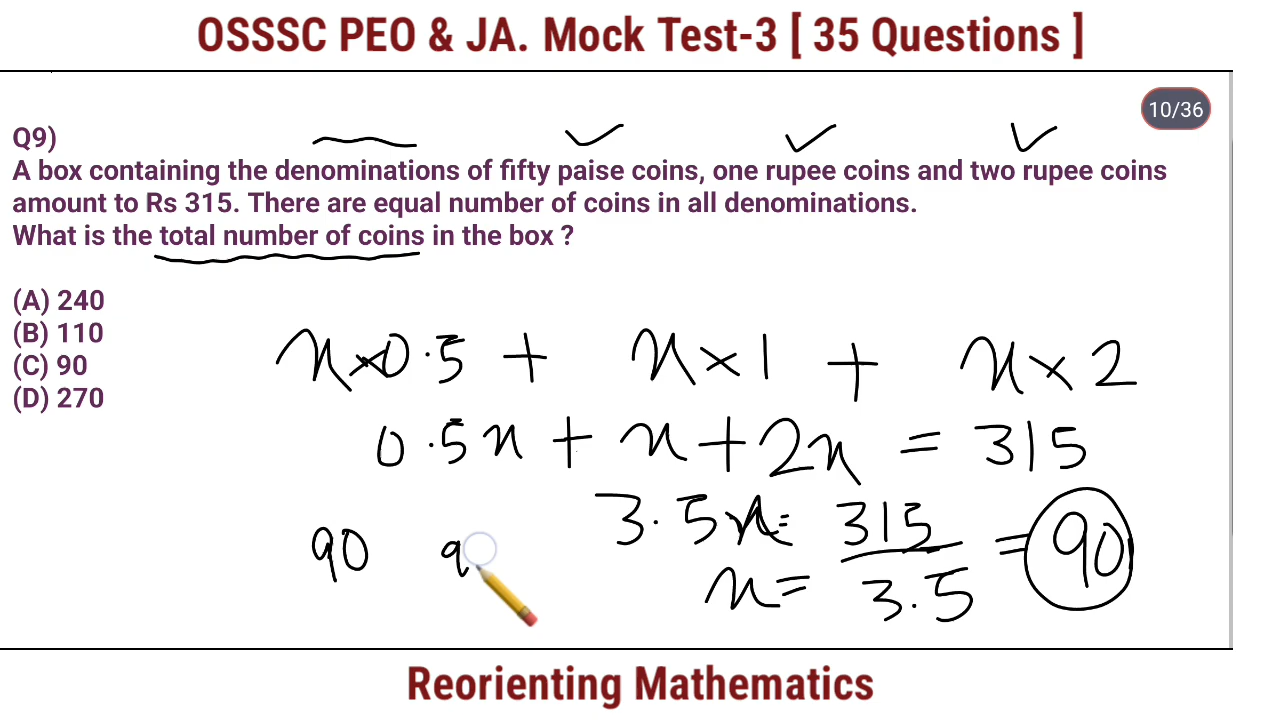 OSSSC PEO & JA. Mock Test-3 [ 35 Questions ]
10/36
Q9)
A box containing the denominations of fifty paise coins, one rupee coins and two rupee coins
amount to Rs 315. There are equal number of coins in all denominations.
What is the total number of coins in the box ?
(A) 240
(B) 110
(C) 90
(D) 270
x×0.5 + x×1 + x×2
0.5x + x + 2x = 315
3.5x = 315
x = 315/3.5 = 90
90 9
Reorienting Mathematics